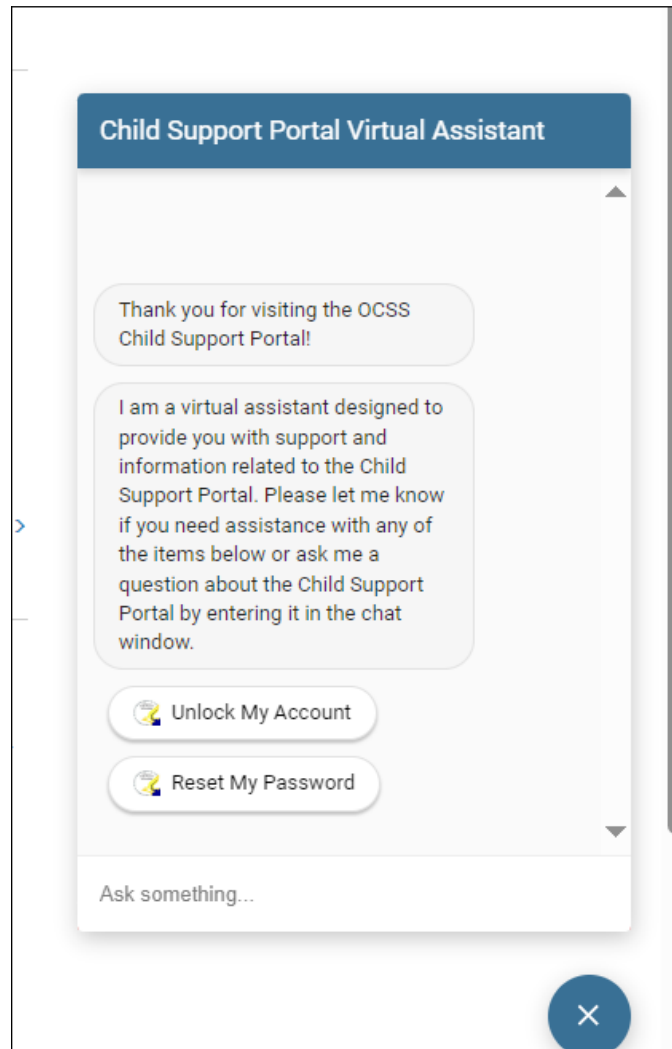 Child Support Portal Virtual Assistant
Thank you for visiting the OCSS
Child Support Portal!
I am a virtual assistant designed to
provide you with support and
information related to the Child
Support Portal. Please let me know
if you need assistance with any of
the items below or ask me a
question about the Child Support
Portal by entering it in the chat
window.
Unlock My Account
Reset My Password
Ask something...